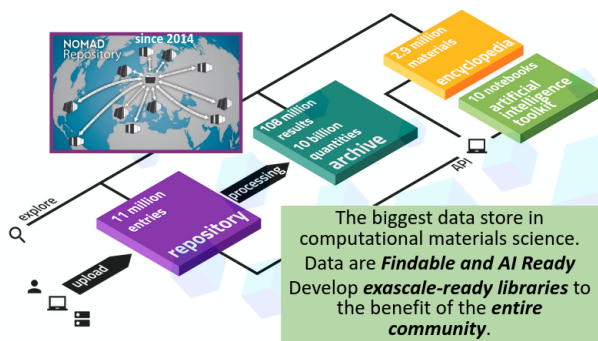 NOMAD
Repository
since 2014
2.9 million
materials
encyclopedia
10 notebooks
artificial
intelligence
toolkit
108 million
results
10 billion
quantities
archive
API
processing
11 million
entries
repository
explore
upload
The biggest data store in
computational materials science.
Data are Findable and AI Ready
Develop exascale-ready libraries to
the benefit of the entire
community.